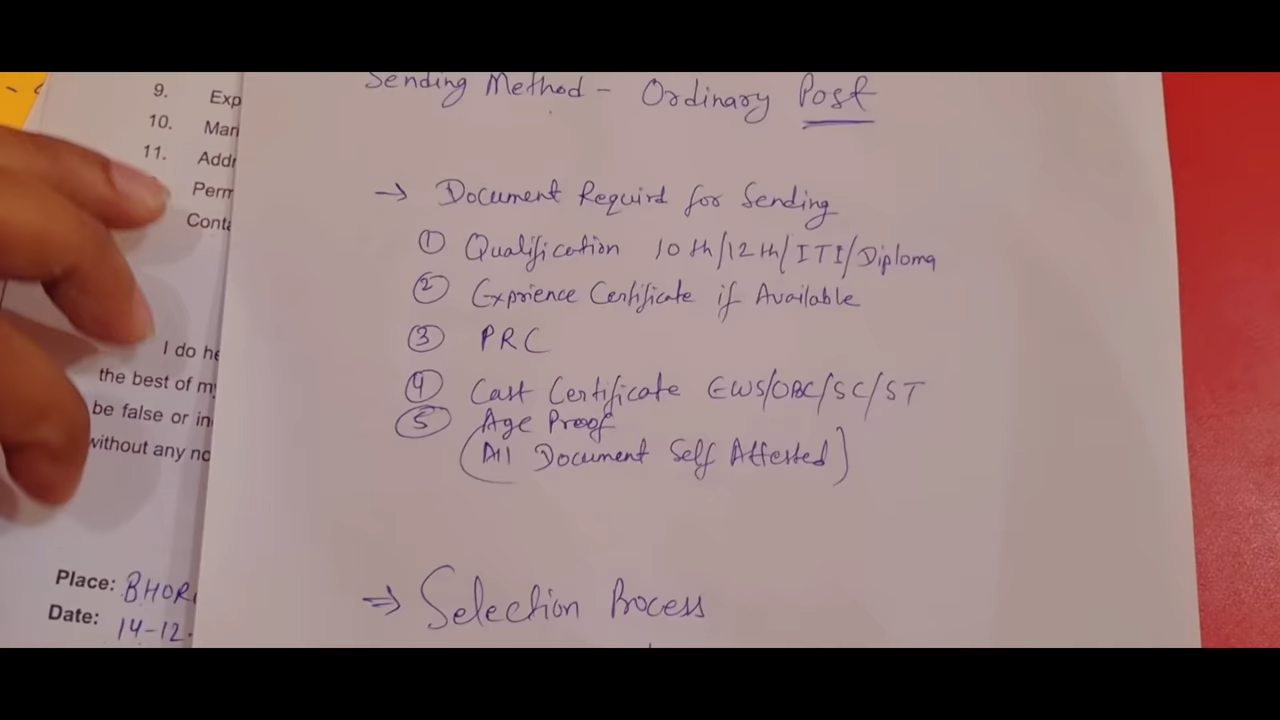 9. Exp
10. Mar
11. Addr
Perm
Conta
I do he
the best of my
be false or in
without any no
Place: BHOR
Date: 14-12.
Sending Method - Ordinary Post
→ Document Requird for Sending
① Qualification 10th/12th/ITI/Diploma
② Exprience Certificate if Available
③ PRC
④ Cast Certificate EWS/OBC/SC/ST
⑤ Age Proof
(All Document Self Attested)
⇒ Selection Process